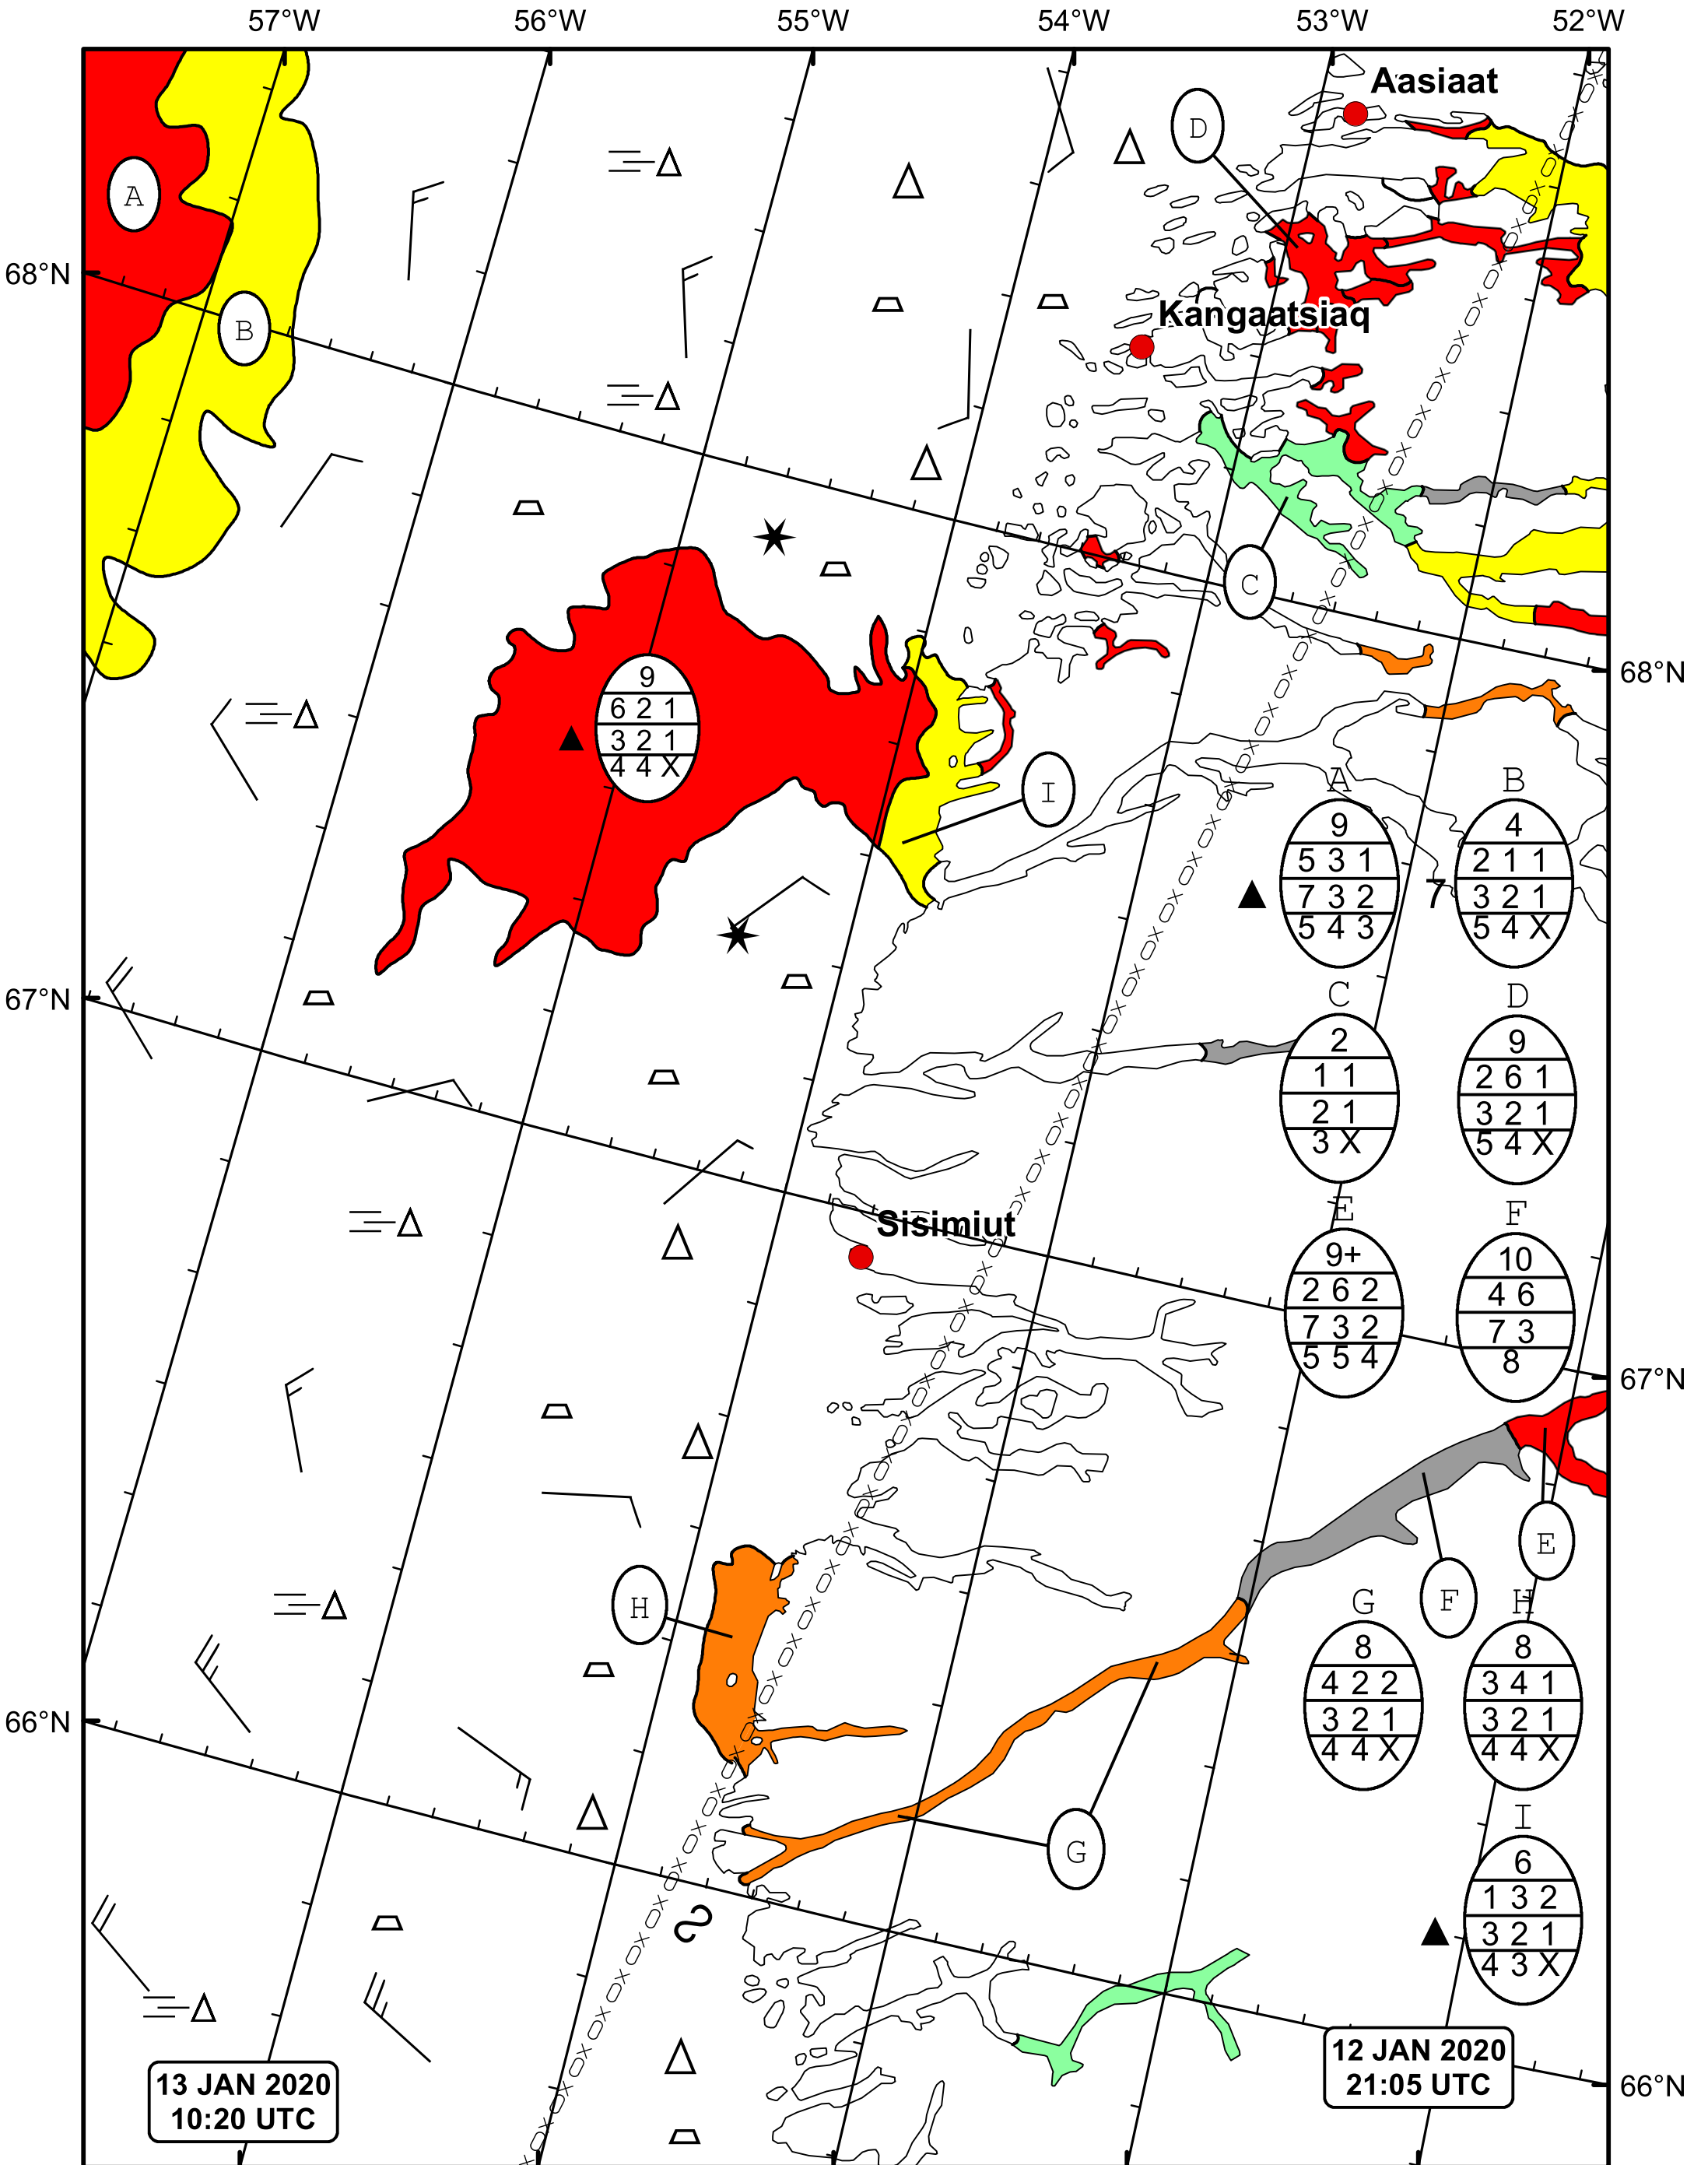 57°W 56°W 55°W 54°W 53°W 52°W
Aasiaat
D
A
68°N
Kangaatsiaq
B
C
9
6 2 1
3 2 1
4 4 X
68°N
I
A B
9 4
5 3 1 2 1 1
7 3 2 7 3 2 1
5 4 3 5 4 X
67°N
C D
2 9
1 1 2 6 1
2 1 3 2 1
3 X 5 4 X
Sisimiut
E F
9+ 10
2 6 2 4 6
7 3 2 7 3
5 5 4 8
67°N
E
F
H
G H
8 8
4 2 2 3 4 1
3 2 1 3 2 1
4 4 X 4 4 X
66°N
G
I
6
1 3 2
3 2 1
4 3 X
13 JAN 2020
10:20 UTC
12 JAN 2020
21:05 UTC
66°N